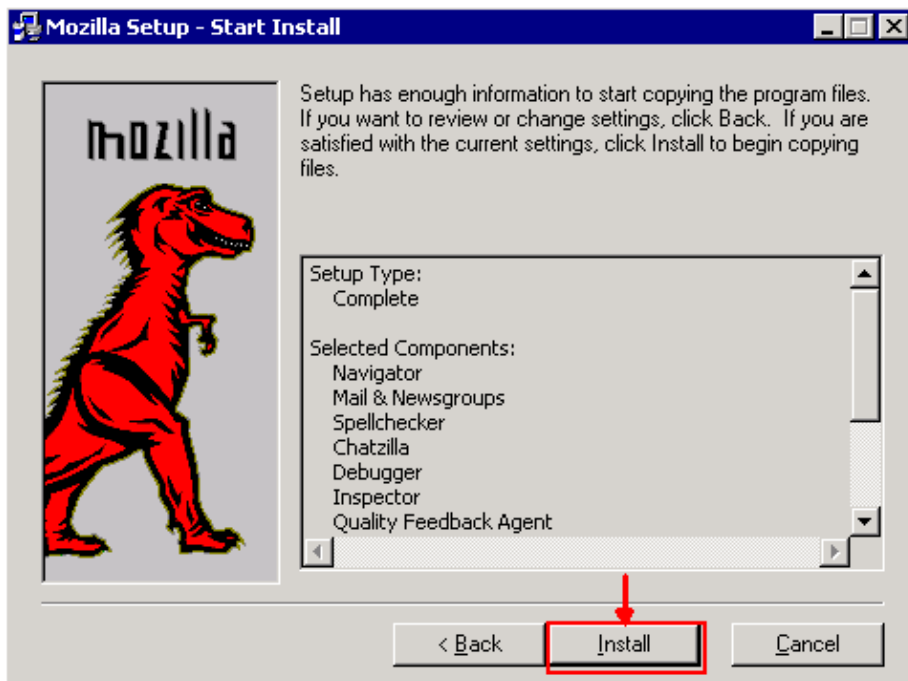 Mozilla Setup - Start Install
mozilla
Setup has enough information to start copying the program files.
If you want to review or change settings, click Back.  If you are
satisfied with the current settings, click Install to begin copying
files.
Setup Type:
Complete
Selected Components:
Navigator
Mail & Newsgroups
Spellchecker
Chatzilla
Debugger
Inspector
Quality Feedback Agent
< Back
Install
Cancel